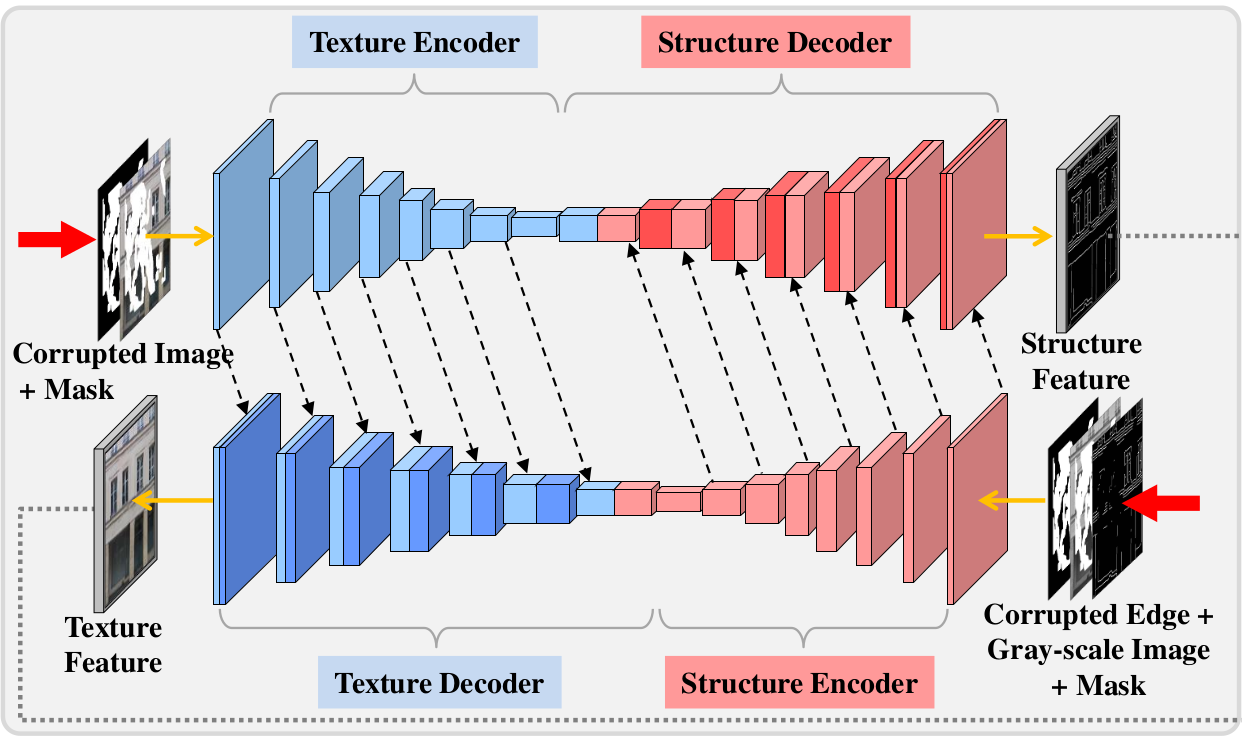 Texture Encoder
Structure Decoder
Corrupted Image
+ Mask
Structure
Feature
Texture
Feature
Corrupted Edge +
Gray-scale Image
+ Mask
Texture Decoder
Structure Encoder